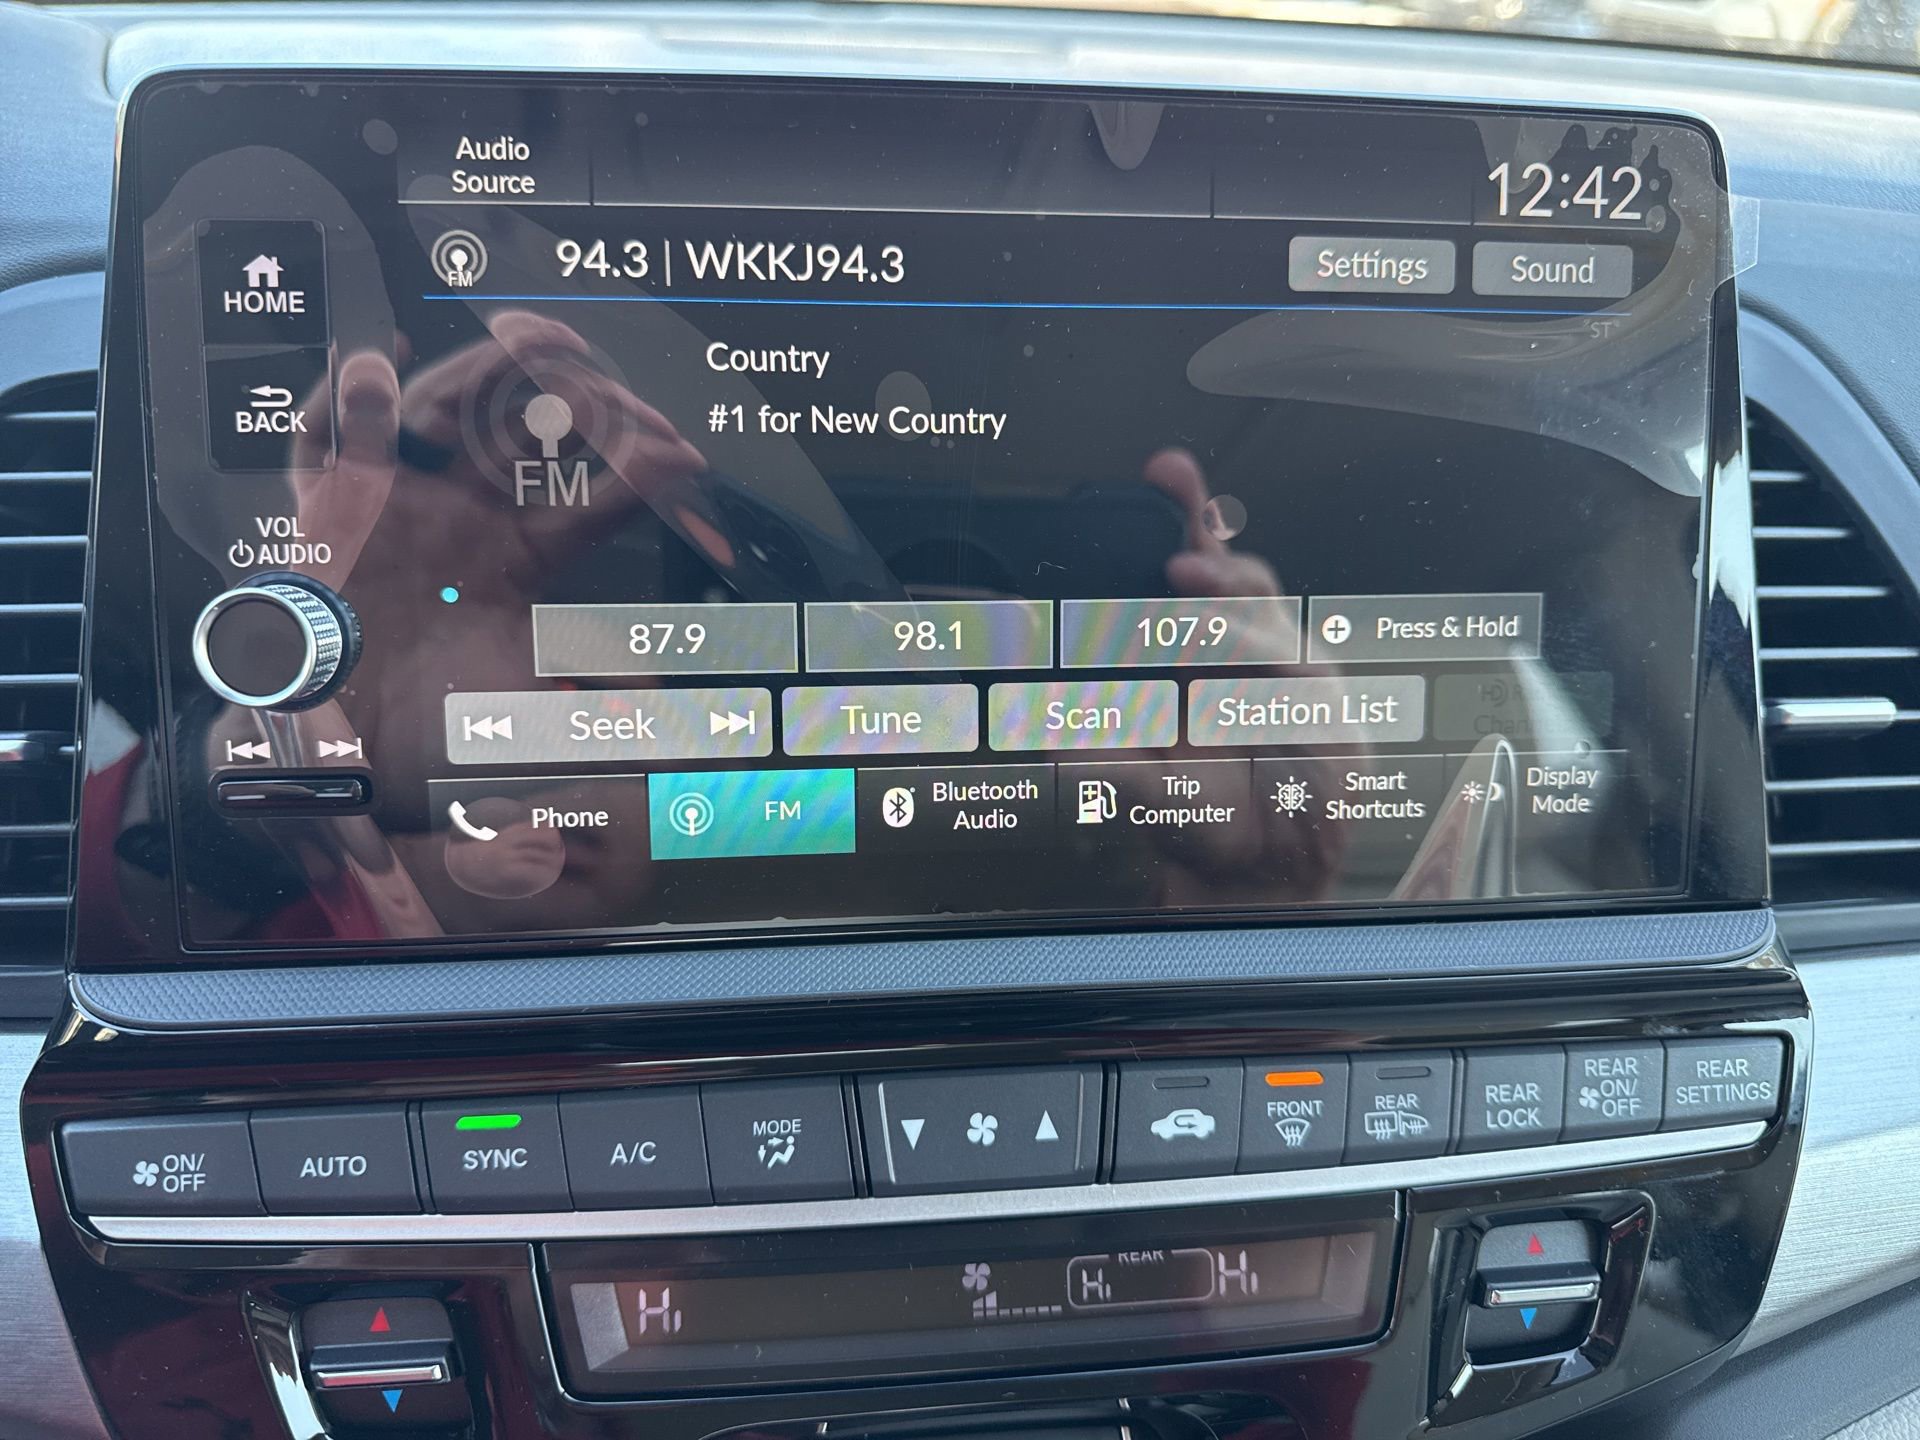 Audio
Source
12:42
HOME
FM
94.3 | WKKJ94.3
Settings
Sound
ST
Country
#1 for New Country
BACK
FM
VOL
AUDIO
87.9
98.1
107.9
Press & Hold
Seek
Tune
Scan
Station List
Phone
FM
Bluetooth
Audio
Trip
Computer
Smart
Shortcuts
Display
Mode
ON/
OFF
AUTO
SYNC
A/C
MODE
FRONT
REAR
REAR
LOCK
REAR
ON/
OFF
REAR
SETTINGS
Hi
REAR
Hi
Hi